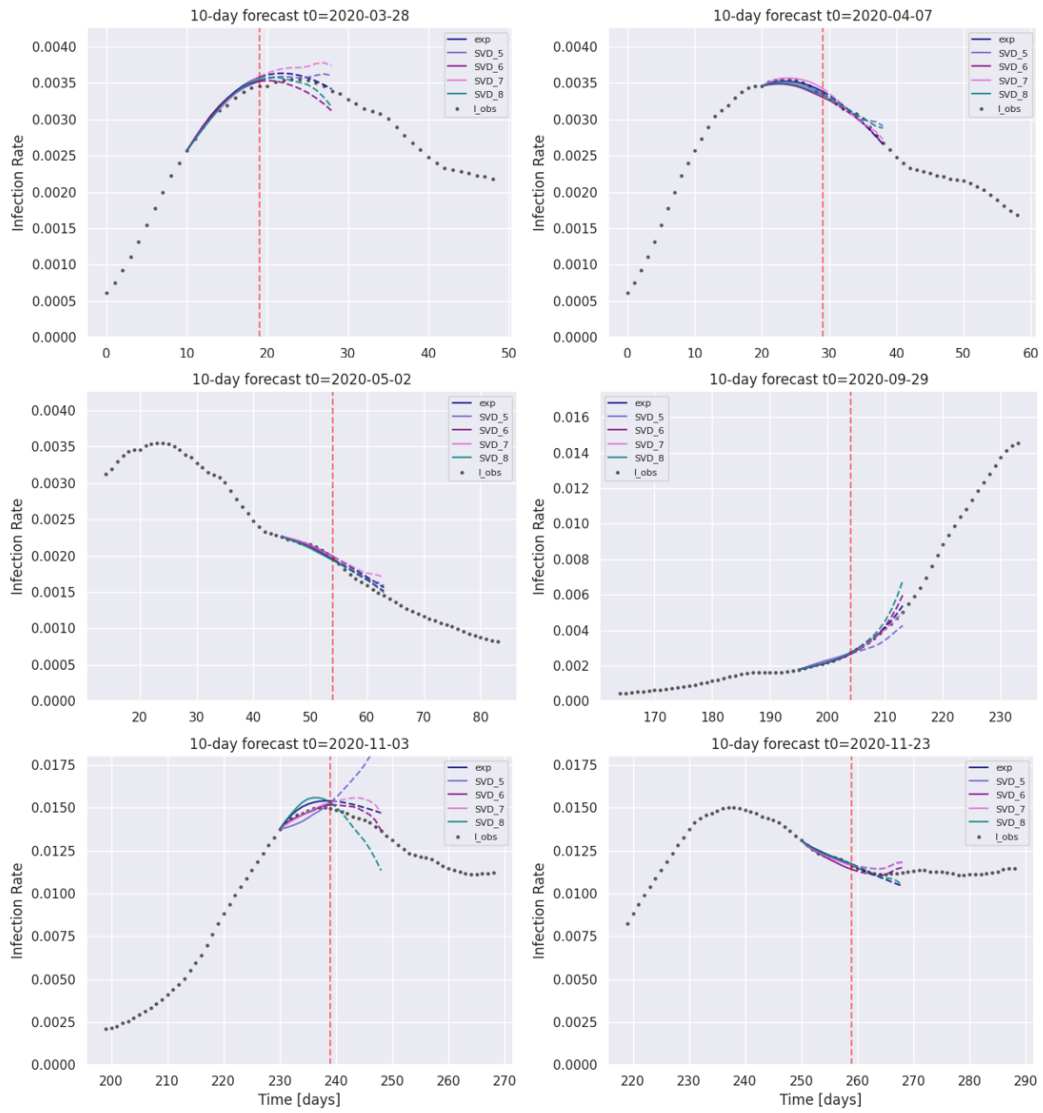 10-day forecast t0=2020-03-28
Infection Rate
0.0040
0.0035
0.0030
0.0025
0.0020
0.0015
0.0010
0.0005
0.0000
exp
SVD_5
SVD_6
SVD_7
SVD_8
I_obs
0 10 20 30 40 50
10-day forecast t0=2020-04-07
Infection Rate
0.0040
0.0035
0.0030
0.0025
0.0020
0.0015
0.0010
0.0005
0.0000
exp
SVD_5
SVD_6
SVD_7
SVD_8
I_obs
0 10 20 30 40 50 60
10-day forecast t0=2020-05-02
Infection Rate
0.0040
0.0035
0.0030
0.0025
0.0020
0.0015
0.0010
0.0005
0.0000
exp
SVD_5
SVD_6
SVD_7
SVD_8
I_obs
20 30 40 50 60 70 80
10-day forecast t0=2020-09-29
Infection Rate
0.016
0.014
0.012
0.010
0.008
0.006
0.004
0.002
0.000
exp
SVD_5
SVD_6
SVD_7
SVD_8
I_obs
170 180 190 200 210 220 230
10-day forecast t0=2020-11-03
Infection Rate
0.0175
0.0150
0.0125
0.0100
0.0075
0.0050
0.0025
0.0000
exp
SVD_5
SVD_6
SVD_7
SVD_8
I_obs
200 210 220 230 240 250 260 270
Time [days]
10-day forecast t0=2020-11-23
Infection Rate
0.0175
0.0150
0.0125
0.0100
0.0075
0.0050
0.0025
0.0000
exp
SVD_5
SVD_6
SVD_7
SVD_8
I_obs
220 230 240 250 260 270 280 290
Time [days]